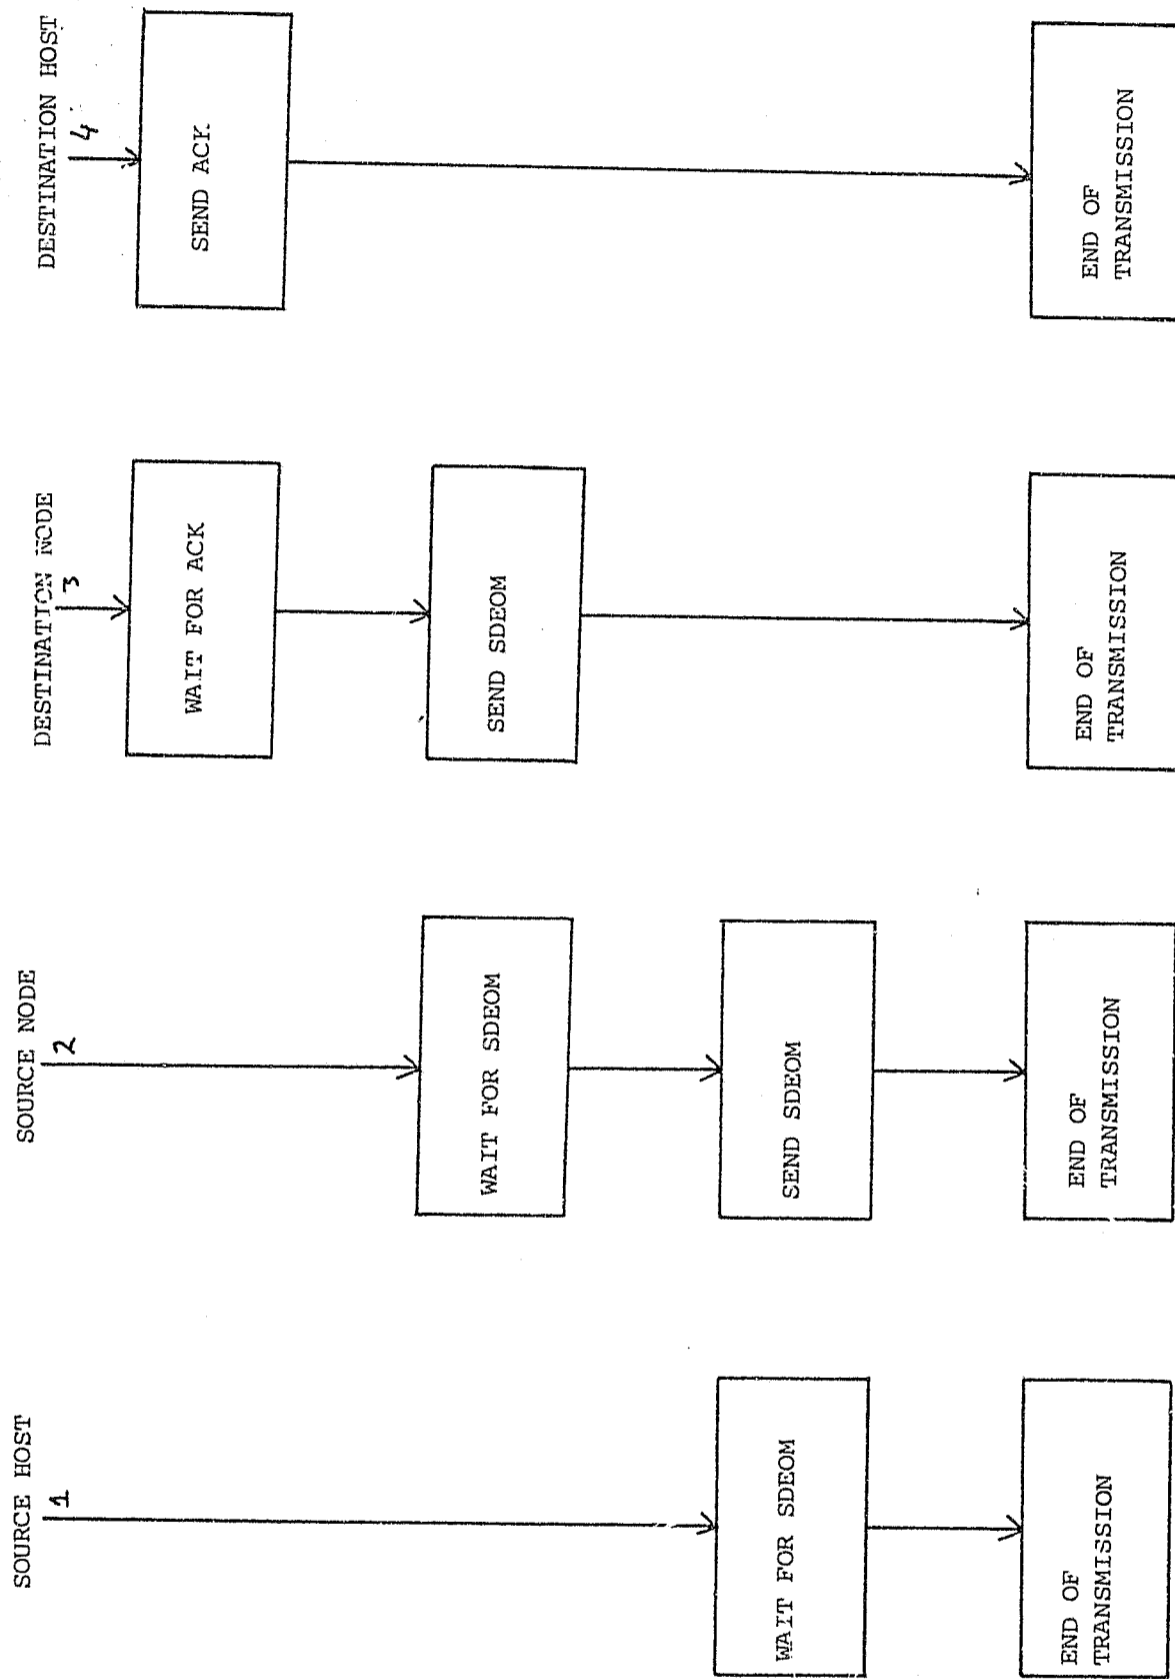 SOURCE HOST
1
WAIT FOR SDEOM
END OF
TRANSMISSION
SOURCE NODE
2
WAIT FOR SDEOM
SEND SDEOM
END OF
TRANSMISSION
DESTINATION NODE
3
WAIT FOR ACK
SEND SDEOM
END OF
TRANSMISSION
DESTINATION HOST
4
SEND ACK
END OF
TRANSMISSION